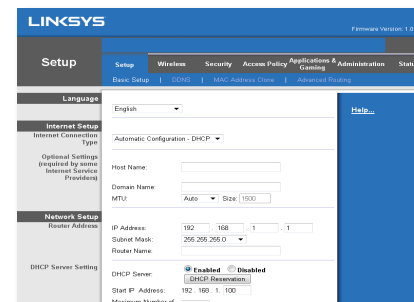 LINKSYS
Firmware Version: 1.0
Setup
Setup Wireless Security Access Policy Applications & Gaming Administration Statu
Basic Setup | DDNS | MAC Address Clone | Advanced Routing
Language
English
Help...
Internet Setup
Internet Connection
Type
Automatic Configuration - DHCP
Optional Settings
(required by some
Internet Service
Providers)
Host Name:
Domain Name:
MTU: Auto Size: 1500
Network Setup
Router Address
IP Address: 192 . 168 . 1 . 1
Subnet Mask: 255.255.255.0
Router Name:
DHCP Server Setting
DHCP Server: Enabled Disabled
DHCP Reservation
Start IP Address: 192 . 168 . 1. 100
Maximum Number of